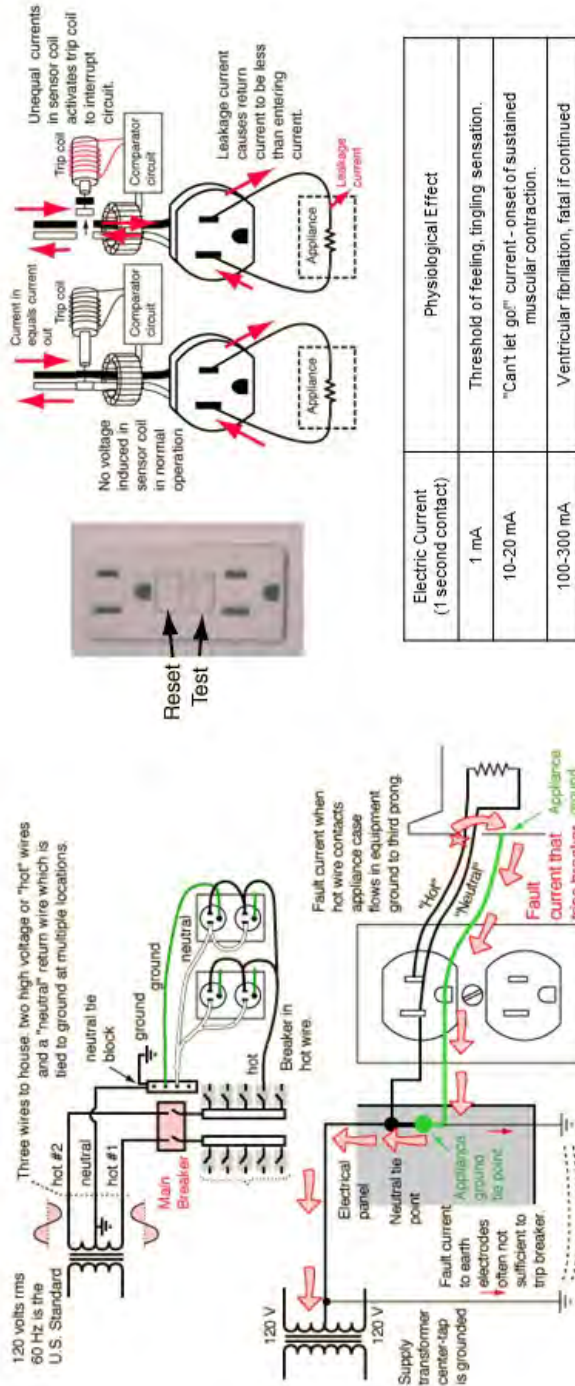 120 volts rms
60 Hz is the
U.S. Standard
Three wires to house: two high voltage or "hot" wires
and a "neutral" return wire which is
tied to ground at multiple locations.
hot #2
neutral
hot #1
neutral tie
block
ground
ground
Main
Breaker
neutral
hot
Breaker in
hot wire.
Reset
Test
Current in
equals current
out
Trip coil
Comparator
circuit
No voltage
induced in
sensor coil
in normal
operation
Appliance
Unequal currents
in sensor coil
activates trip coil
to interrupt
circuit.
Trip coil
Comparator
circuit
Leakage current
causes return
current to be less
than entering
current.
Appliance
Leakage
current
120 V
120 V
Supply
transformer
center-tap
is grounded
Electrical
panel
Neutral tie
point
Appliance
ground
tie point
Fault current
to earth
electrodes
often not
sufficient to
trip breaker.
Fault current when
hot wire contacts
appliance case
flows in equipment
ground to third prong.
"Hot"
"Neutral"
Appliance
ground
Fault
current that
trips breaker
Electric Current
(1 second contact)
Physiological Effect
1 mA
Threshold of feeling, tingling sensation.
10-20 mA
"Can't let go!" current - onset of sustained
muscular contraction.
100-300 mA
Ventricular fibrillation, fatal if continued